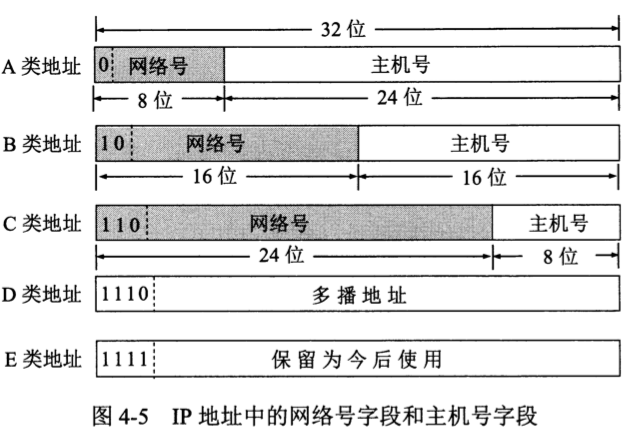 32 位
A 类地址 0 网络号 主机号
8 位 24 位
B 类地址 10 网络号 主机号
16 位 16 位
C 类地址 110 网络号 主机号
24 位 8 位
D 类地址 1110 多播地址
E 类地址 1111 保留为今后使用
图 4-5 IP 地址中的网络号字段和主机号字段